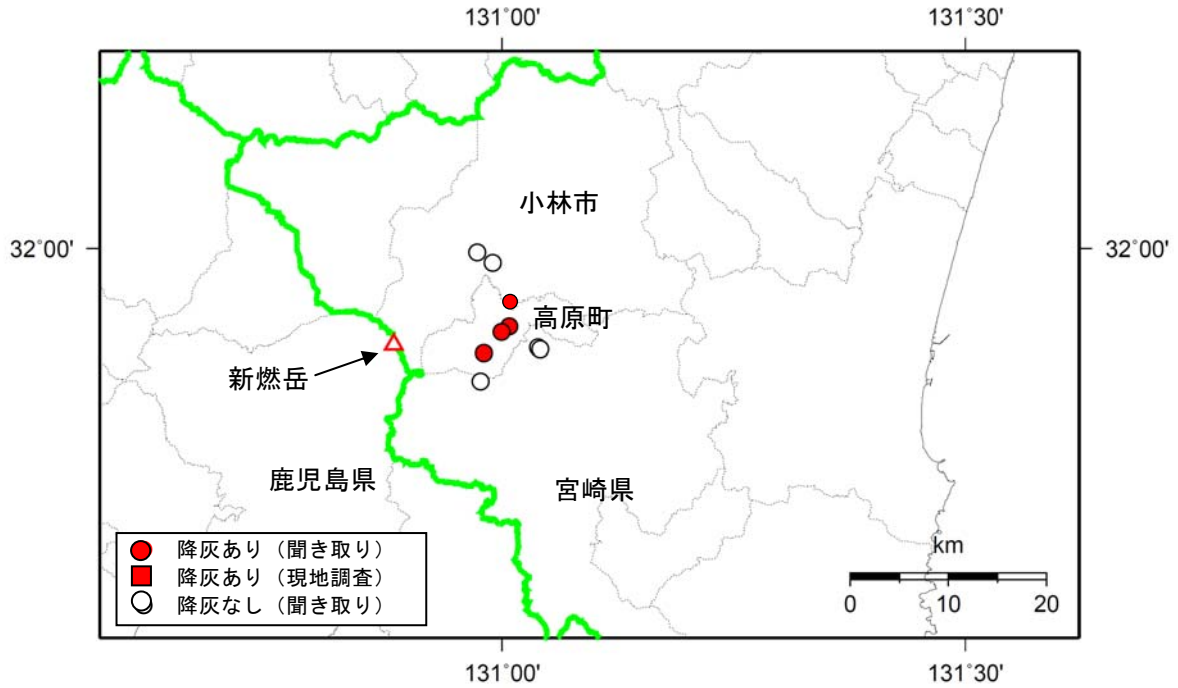 131°00' 131°30'
小林市
32°00' 32°00'
高原町
新燃岳
鹿児島県
宮崎県
降灰あり（聞き取り）
降灰あり（現地調査）
降灰なし（聞き取り）
km
0 10 20
131°00' 131°30'